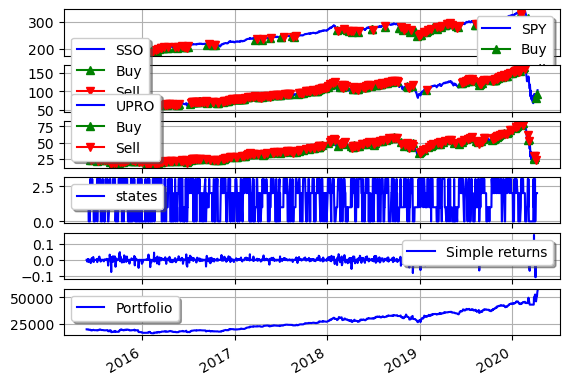 300
200
SPY
Buy
SSO
Buy
Sell
150
100
50
UPRO
Buy
Sell
75
50
25
2.5
0.0
states
0.1
0.0
−0.1
Simple returns
50000
25000
Portfolio
2016
2017
2018
2019
2020